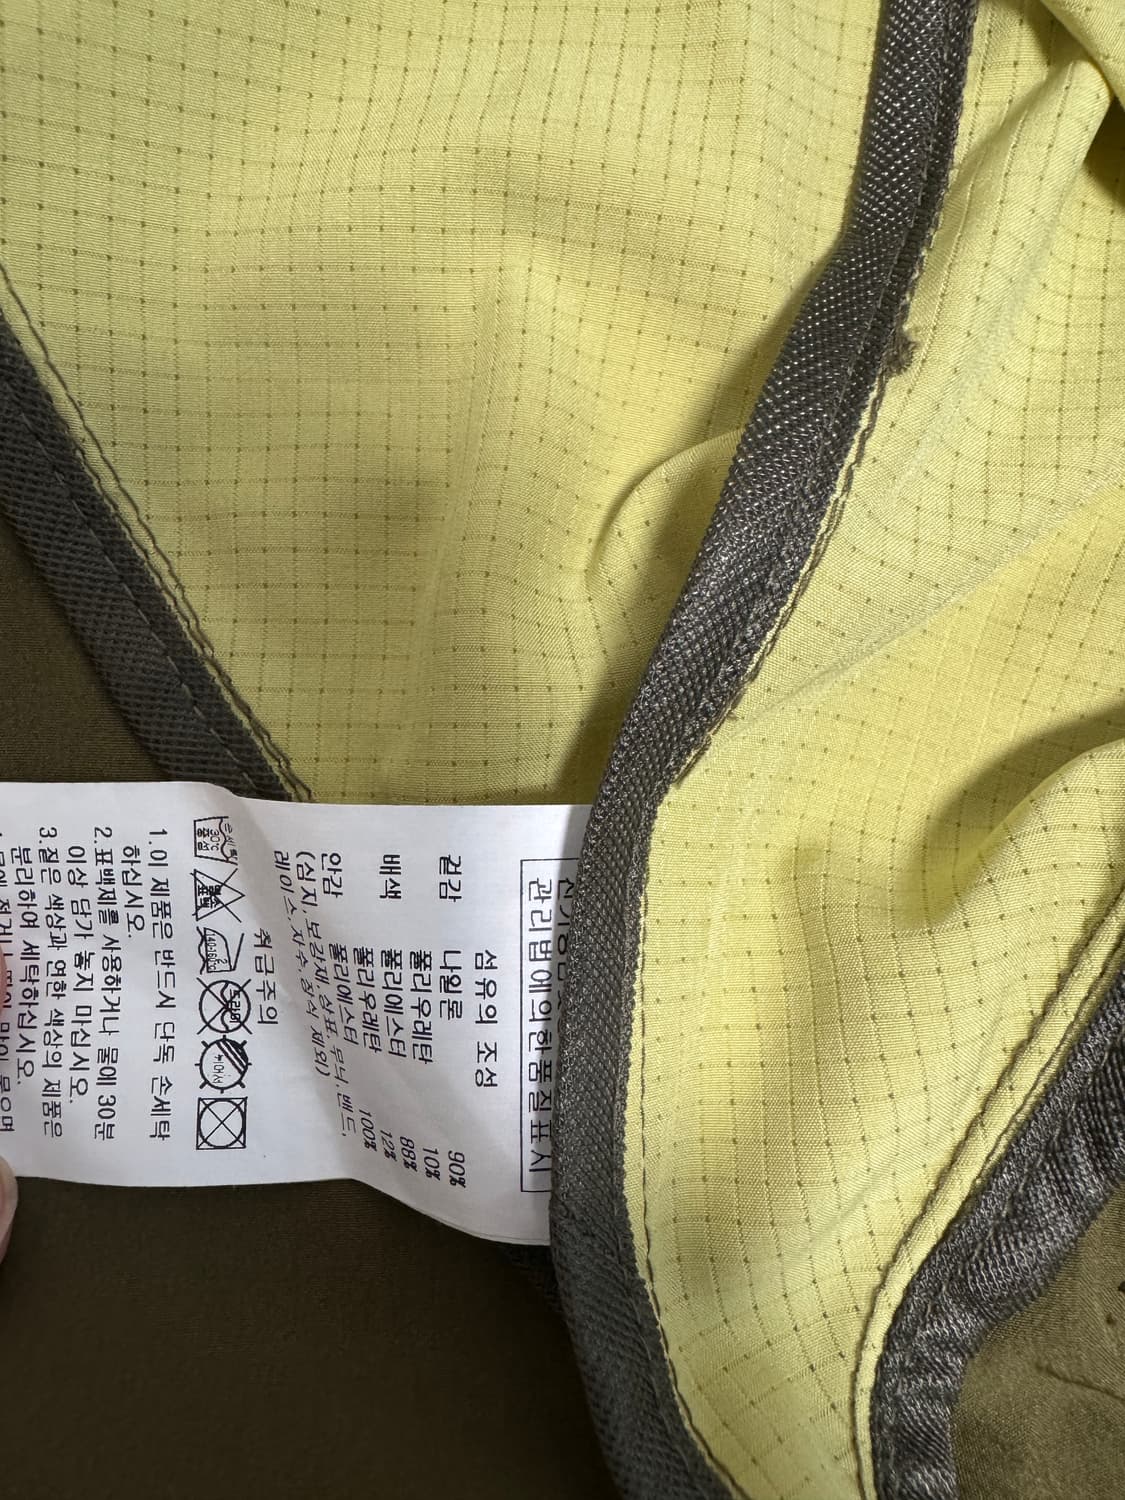 관리법에의한품질표시
섬유의 조성
겉감 나일론 90%
폴리우레탄 10%
배색 폴리에스터 88%
폴리우레탄 12%
안감 폴리에스터 100%
(심지, 보강재, 상표, 무늬, 밴드,
레이스, 자수, 장식 제외)
취급주의
30℃ 중성
1.이 제품은 반드시 단독 손세탁
하십시오.
2.표백제를 사용하거나 물에 30분
이상 담가 놓지 마십시오.
3.짙은 색상과 연한 색상의 제품은
분리하여 세탁하십시오.